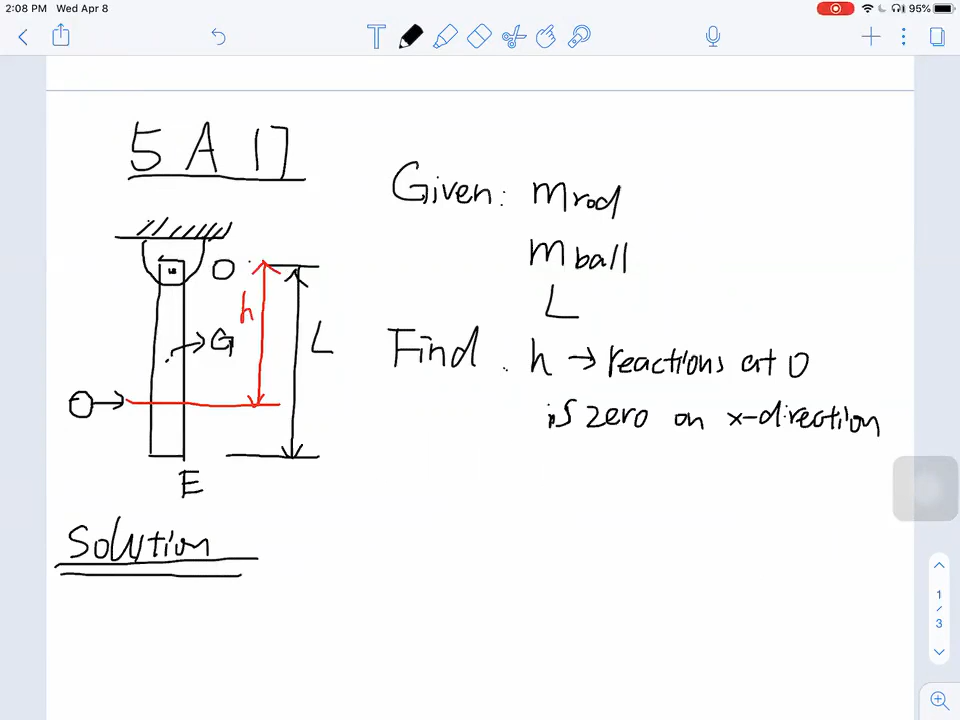 2:08 PM Wed Apr 8
95%
T
5 A 17
Given: mrod
mball
L
Find. h → reactions at O
is zero on x-direction
O
h
G
L
E
Solution
1
/
3